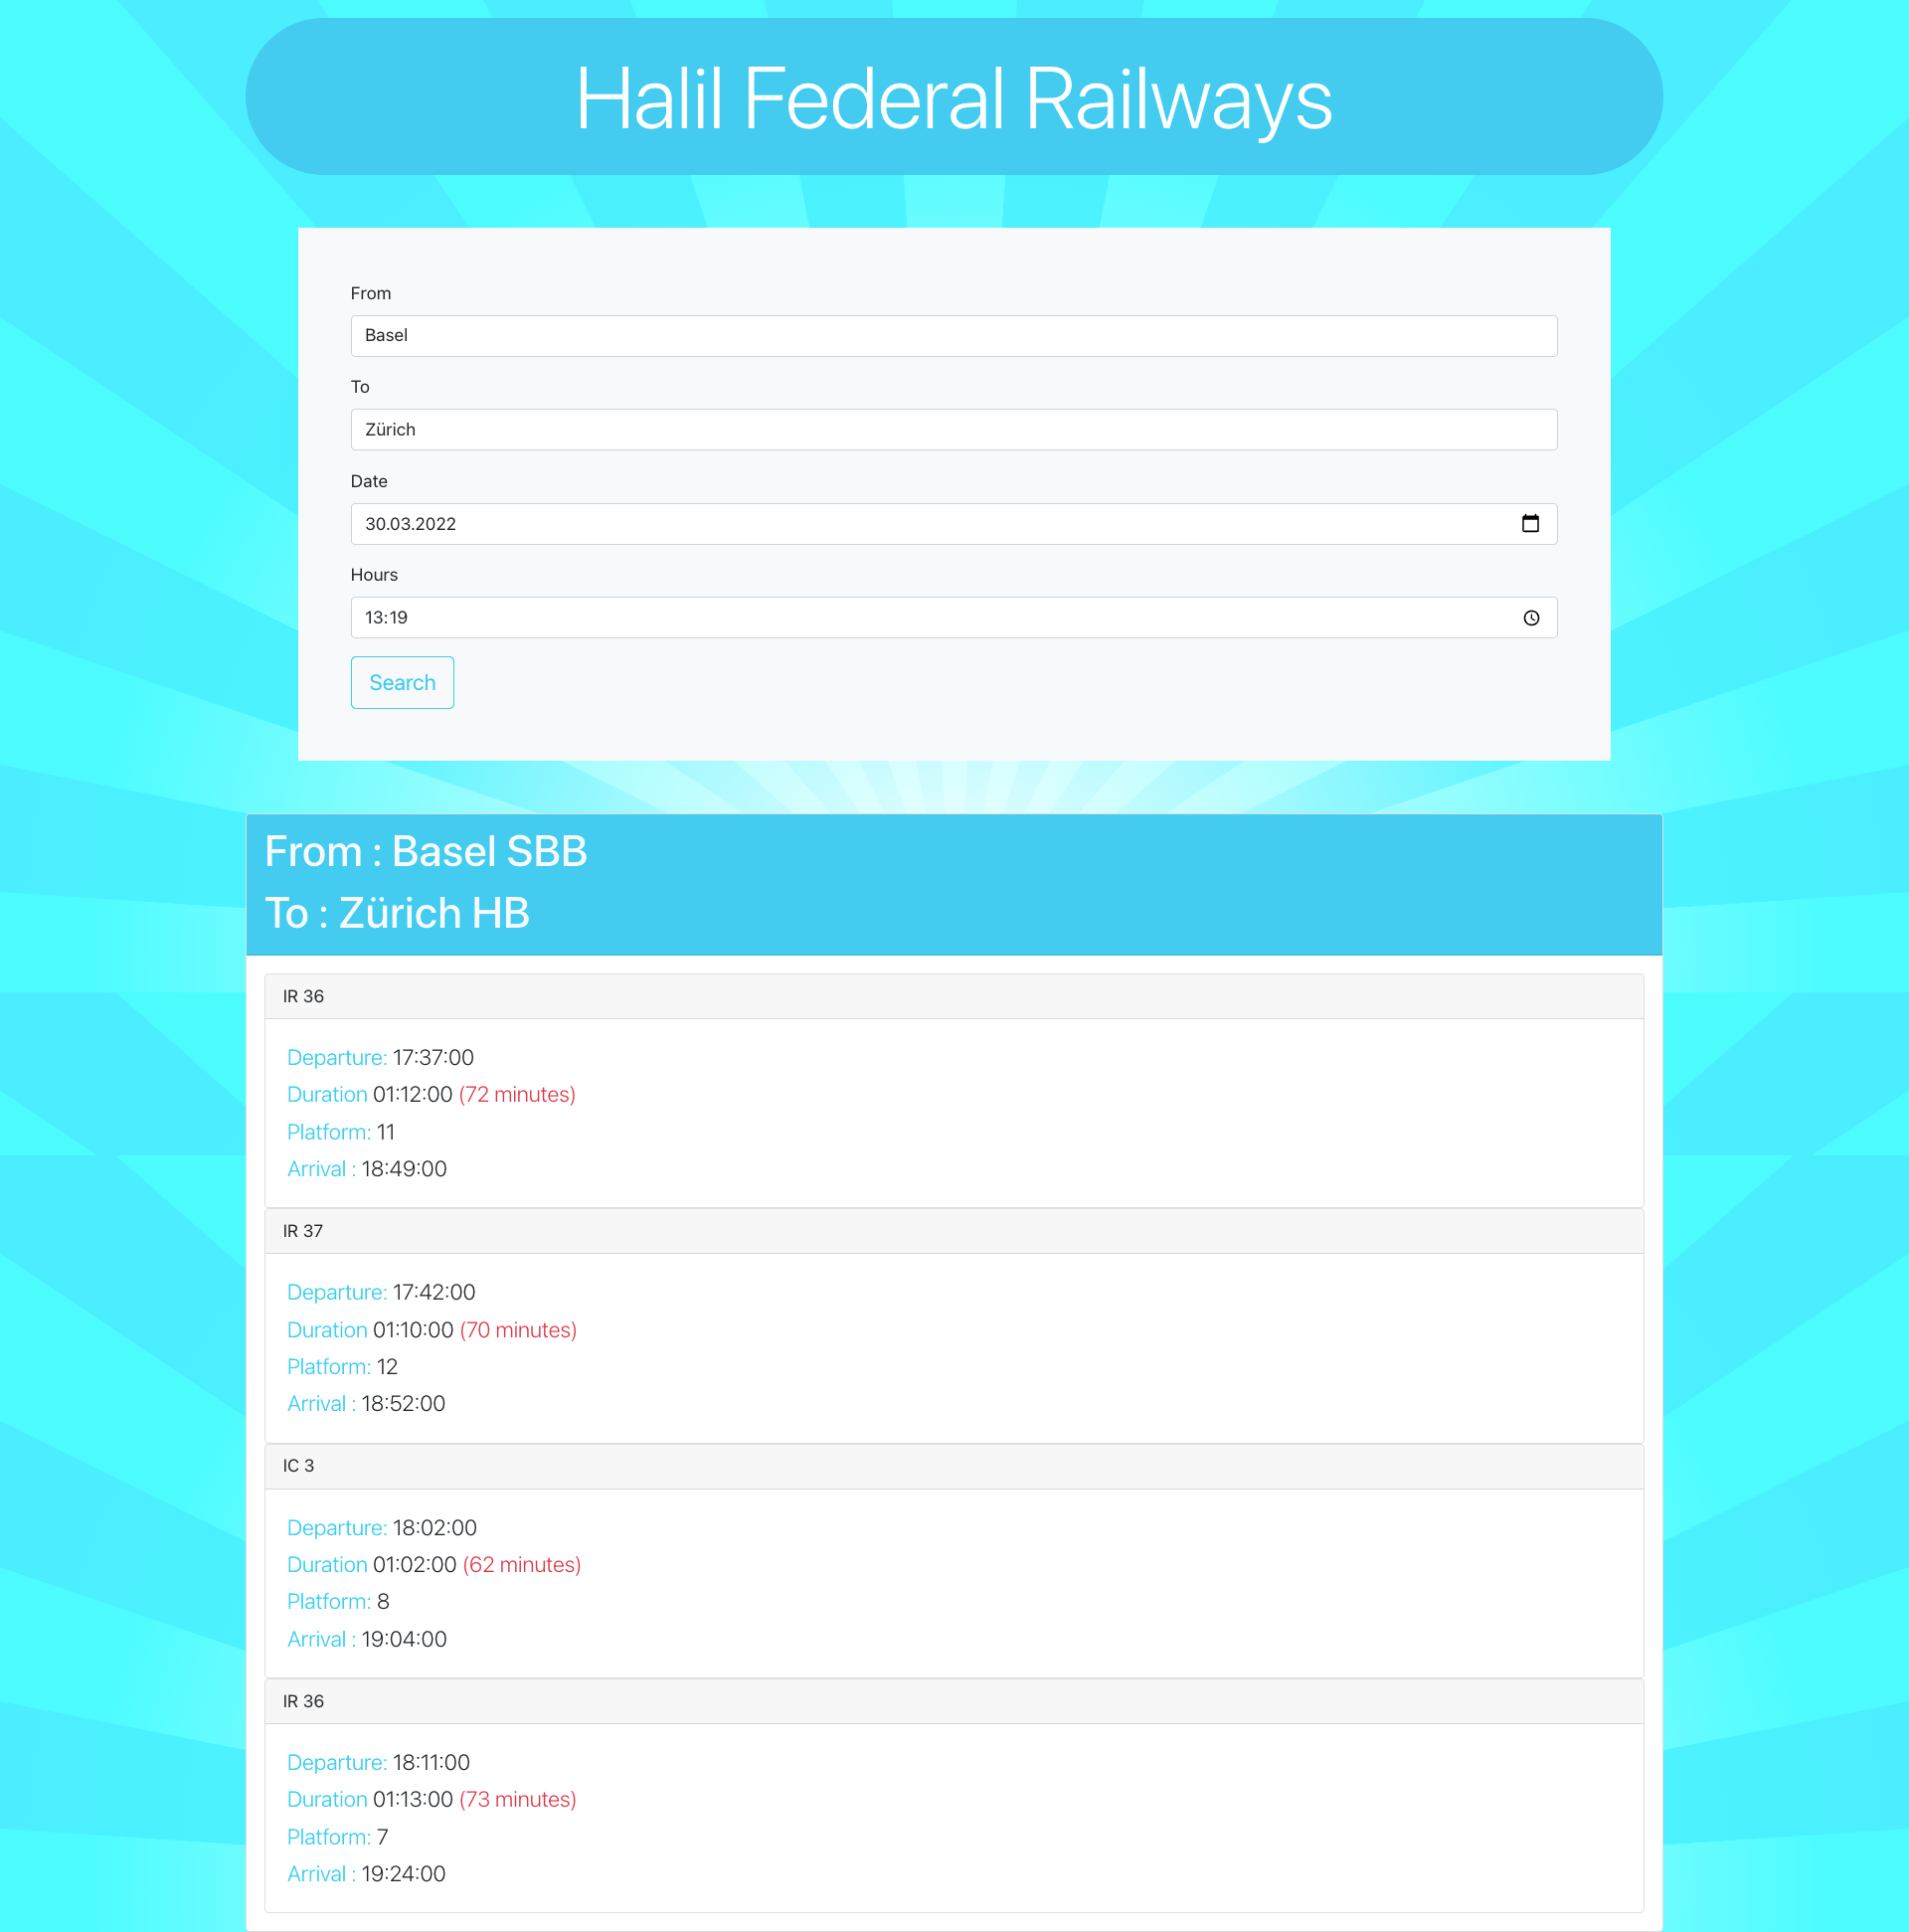 Halil Federal Railways
From
Basel
To
Zürich
Date
30.03.2022
Hours
13:19
Search
From : Basel SBB
To : Zürich HB
IR 36
Departure: 17:37:00
Duration 01:12:00 (72 minutes)
Platform: 11
Arrival : 18:49:00
IR 37
Departure: 17:42:00
Duration 01:10:00 (70 minutes)
Platform: 12
Arrival : 18:52:00
IC 3
Departure: 18:02:00
Duration 01:02:00 (62 minutes)
Platform: 8
Arrival : 19:04:00
IR 36
Departure: 18:11:00
Duration 01:13:00 (73 minutes)
Platform: 7
Arrival : 19:24:00